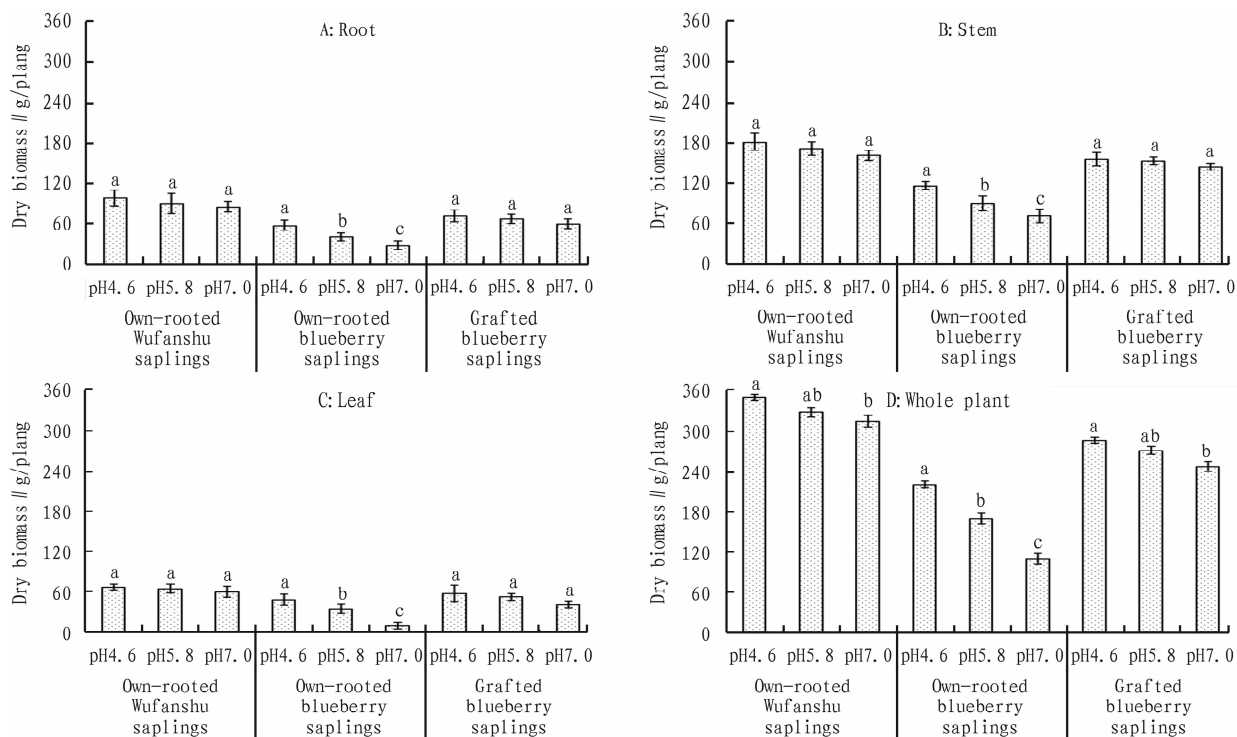 A:Root
Dry biomass∥g/plang
360
300
240
180
120
60
0
a a a a b c a a a
pH4.6 pH5.8 pH7.0 pH4.6 pH5.8 pH7.0 pH4.6 pH5.8 pH7.0
Own-rooted Own-rooted Grafted
Wufanshu blueberry blueberry
saplings saplings saplings
B:Stem
Dry biomass∥g/plang
360
300
240
180
120
60
0
a a a a b c a a a
pH4.6 pH5.8 pH7.0 pH4.6 pH5.8 pH7.0 pH4.6 pH5.8 pH7.0
Own-rooted Own-rooted Grafted
Wufanshu blueberry blueberry
saplings saplings saplings
C:Leaf
Dry biomass∥g/plang
360
300
240
180
120
60
0
a a a a b c a a a
pH4.6 pH5.8 pH7.0 pH4.6 pH5.8 pH7.0 pH4.6 pH5.8 pH7.0
Own-rooted Own-rooted Grafted
Wufanshu blueberry blueberry
saplings saplings saplings
D:Whole plant
Dry biomass∥g/plang
360
300
240
180
120
60
0
a ab b a b c a ab b
pH4.6 pH5.8 pH7.0 pH4.6 pH5.8 pH7.0 pH4.6 pH5.8 pH7.0
Own-rooted Own-rooted Grafted
Wufanshu blueberry blueberry
saplings saplings saplings